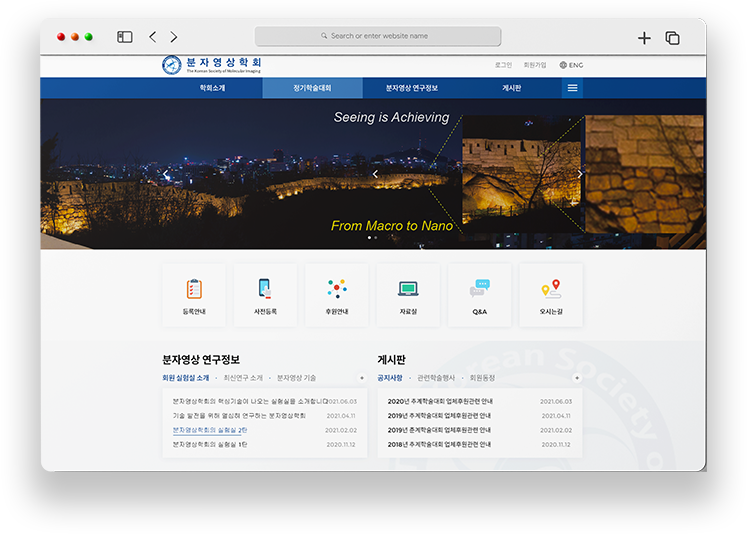 Search or enter website name
분자영상학회
The Korean Society of Molecular Imaging
로그인 회원가입 ENG
학회소개 정기학술대회 분자영상 연구정보 게시판
Seeing is Achieving
From Macro to Nano
등록안내 사전등록 후원안내 자료실 Q&A 오시는길
분자영상 연구정보
회원 실험실 소개 · 최신연구 소개 · 분자영상 기술 +
분자영상학회의 핵심기술이 나오는 실험실을 소개합니다 2021.06.03
기술 발전을 위해 열심히 연구하는 분자영상학회 2021.04.11
분자영상학회의 실험실 2탄 2021.02.02
분자영상학회의 실험실 1탄 2020.11.12
게시판
공지사항 · 관련학술행사 · 회원동정 +
2020년 추계학술대회 업체후원관련 안내 2021.06.03
2019년 추계학술대회 업체후원관련 안내 2021.04.11
2019년 춘계학술대회 업체후원관련 안내 2021.02.02
2018년 추계학술대회 업체후원관련 안내 2020.11.12